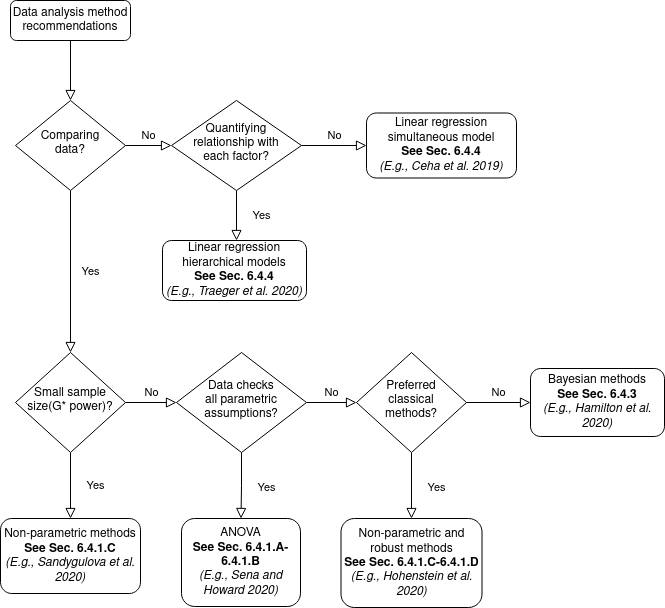 Data analysis method
recommendations
Comparing
data?
No
Quantifying
relationship with
each factor?
No
Linear regression
simultaneous model
See Sec. 6.4.4
(E.g., Ceha et al. 2019)
Yes
Linear regression
hierarchical models
See Sec. 6.4.4
(E.g., Traeger et al. 2020)
Yes
Small sample
size(G* power)?
No
Data checks
all parametric
assumptions?
No
Preferred
classical
methods?
No
Bayesian methods
See Sec. 6.4.3
(E.g., Hamilton et al.
2020)
Yes
Yes
Yes
Non-parametric methods
See Sec. 6.4.1.C
(E.g., Sandygulova et al.
2020)
ANOVA
See Sec. 6.4.1.A-
6.4.1.B
(E.g., Sena and
Howard 2020)
Non-parametric and
robust methods
See Sec. 6.4.1.C-6.4.1.D
(E.g., Hohenstein et al.
2020)